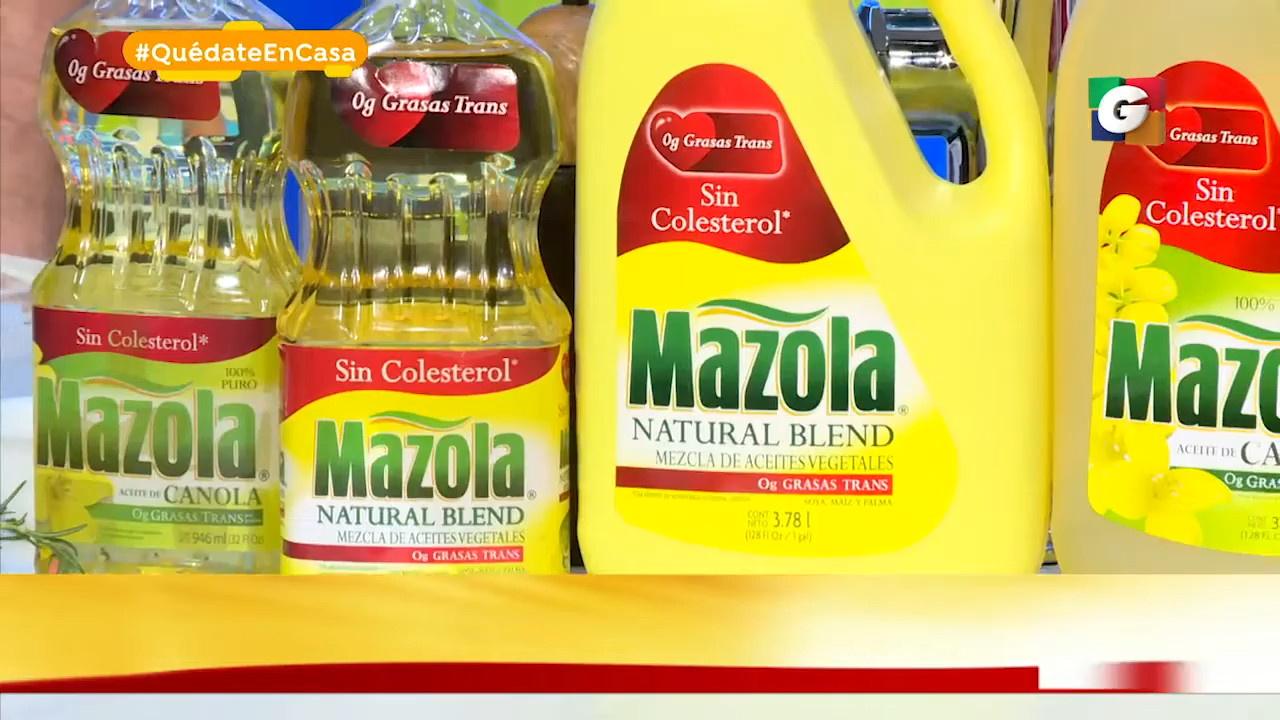 #QuédateEnCasa
0g Grasas Trans
Sin Colesterol*
100%
PURO
Mazola®
ACEITE DE CANOLA
0g GRASAS TRANS
946 ml (32 fl Oz)
0g Grasas Trans
Sin Colesterol*
Mazola®
NATURAL BLEND
MEZCLA DE ACEITES VEGETALES
0g GRASAS TRANS
0g Grasas Trans
Sin
Colesterol*
Mazola®
NATURAL BLEND
MEZCLA DE ACEITES VEGETALES
0g GRASAS TRANS
SOYA, MAIZ Y PALMA
CONT
NETO 3.78 l
(128 fl Oz / 1 gal)
G
Grasas Trans
Sin
Colesterol*
100%
Mazo
ACEITE DE CA
0g GRAS